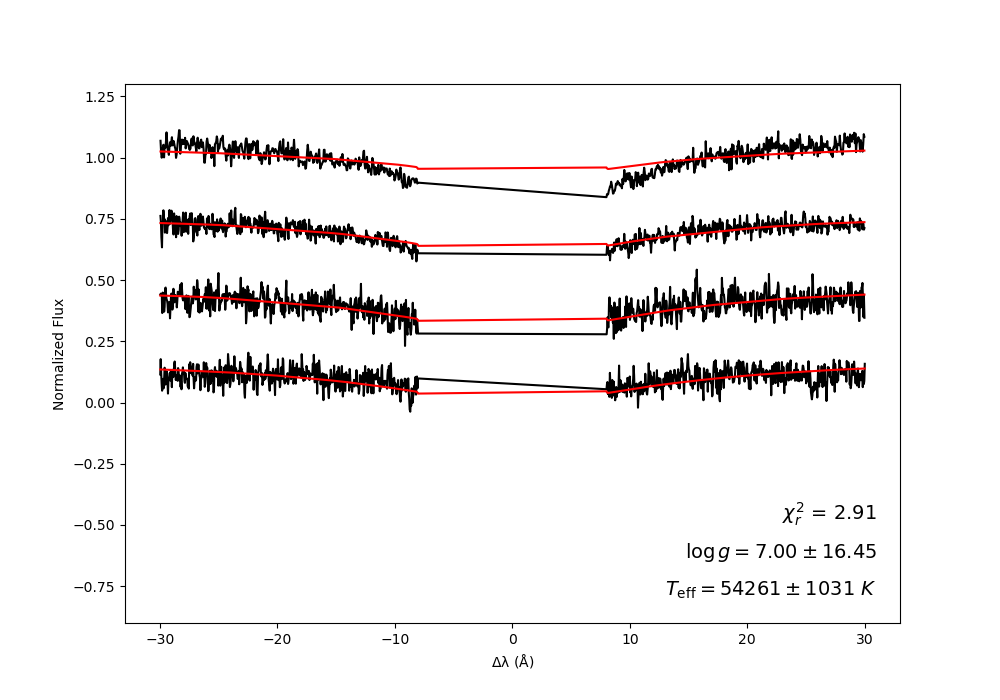 1.25
1.00
0.75
0.50
0.25
0.00
−0.25
−0.50
−0.75
Normalized Flux
χ²ᵣ = 2.91
log g = 7.00 ± 16.45
T_eff = 54261 ± 1031 K
−30 −20 −10 0 10 20 30
Δλ (Å)